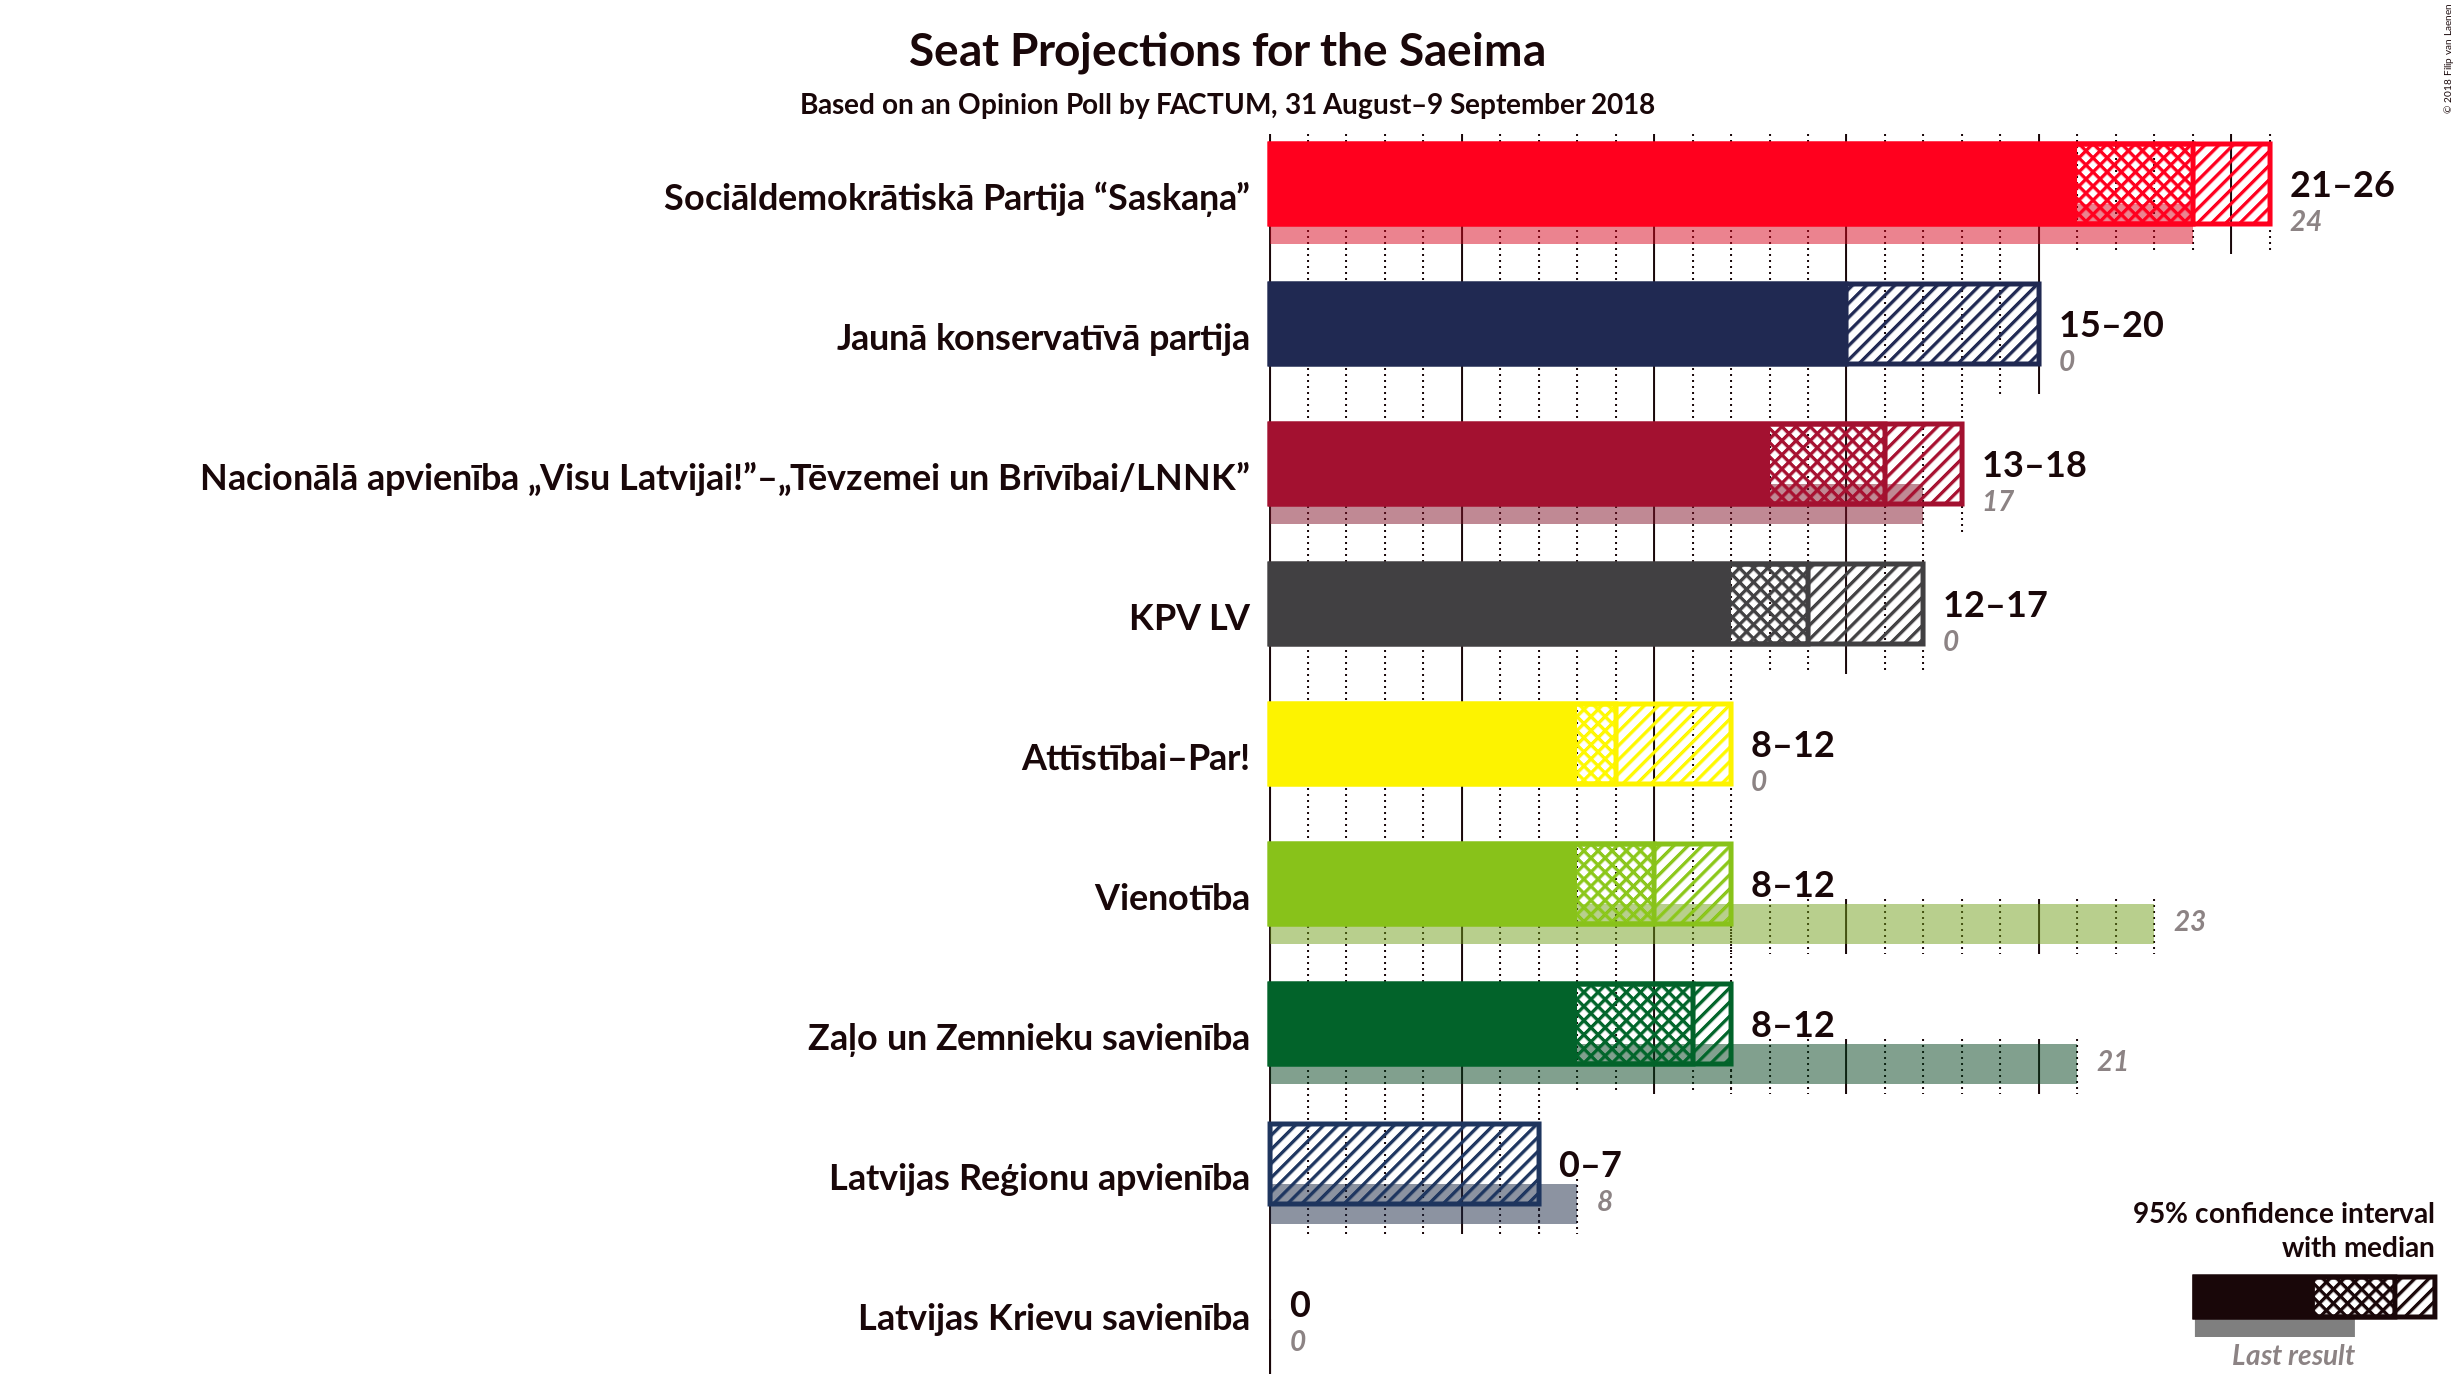 Seat Projections for the Saeima
Based on an Opinion Poll by FACTUM, 31 August–9 September 2018
© 2018 Filip van Laenen
Sociāldemokrātiskā Partija “Saskaņa”
21–26
24
Jaunā konservatīvā partija
15–20
0
Nacionālā apvienība „Visu Latvijai!”–„Tēvzemei un Brīvībai/LNNK”
13–18
17
KPV LV
12–17
0
Attīstībai–Par!
8–12
0
Vienotība
8–12
23
Zaļo un Zemnieku savienība
8–12
21
Latvijas Reģionu apvienība
0–7
8
Latvijas Krievu savienība
0
0
95% confidence interval
with median
Last result